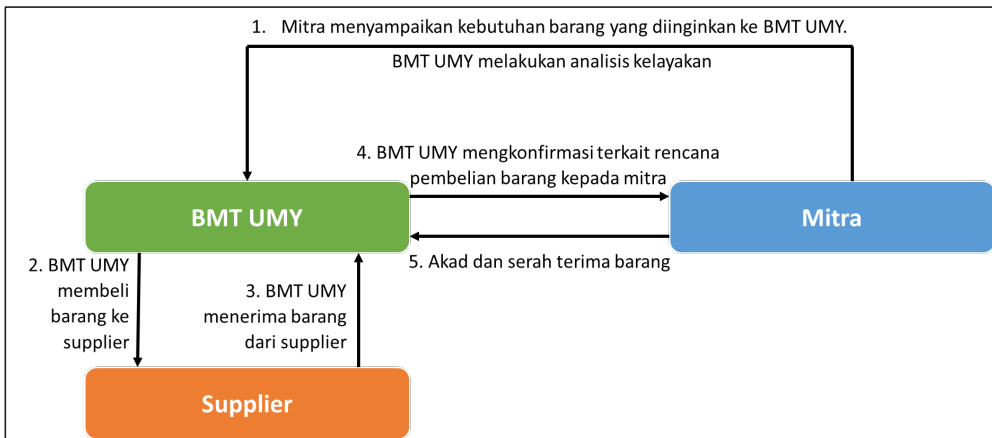 1. Mitra menyampaikan kebutuhan barang yang diinginkan ke BMT UMY.
BMT UMY melakukan analisis kelayakan
4. BMT UMY mengkonfirmasi terkait rencana
pembelian barang kepada mitra
BMT UMY
Mitra
5. Akad dan serah terima barang
2. BMT UMY
membeli
barang ke
supplier
3. BMT UMY
menerima barang
dari supplier
Supplier